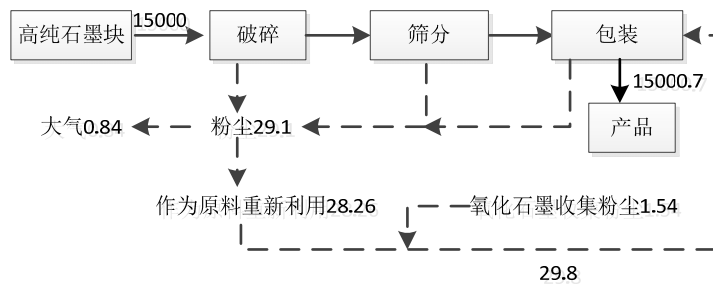 15000
高纯石墨块
破碎
筛分
包装
15000.7
大气0.84
粉尘29.1
产品
作为原料重新利用28.26
氧化石墨收集粉尘1.54
29.8